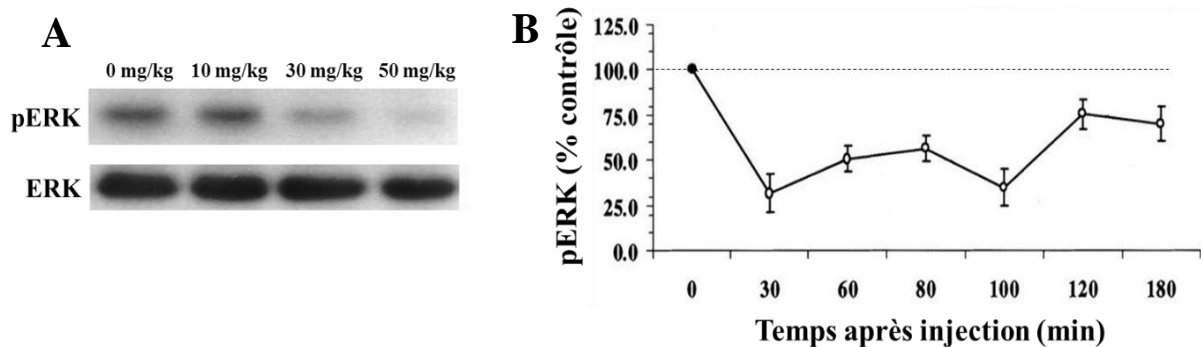 A
0 mg/kg 10 mg/kg 30 mg/kg 50 mg/kg
pERK
ERK
B
pERK (% contrôle)
125.0
100.0
75.0
50.0
25.0
0.0
0 30 60 80 100 120 180
Temps après injection (min)